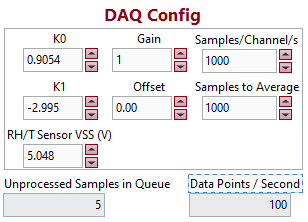 DAQ Config
K0 Gain Samples/Channel/s
0.9054 1 1000
K1 Offset Samples to Average
-2.995 0.00 1000
RH/T Sensor VSS (V)
5.048
Unprocessed Samples in Queue Data Points / Second
5 100